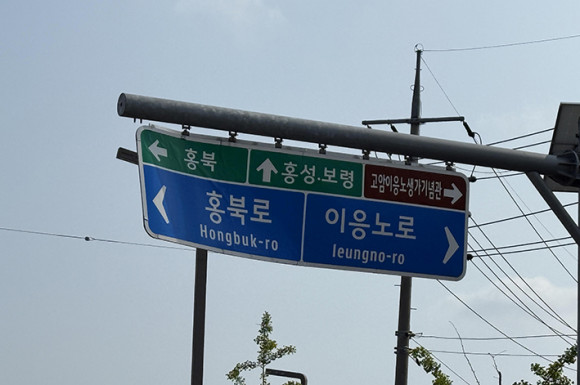 홍북
홍성·보령
고암이응노생가기념관
홍북로
Hongbuk-ro
이응노로
Ieungno-ro